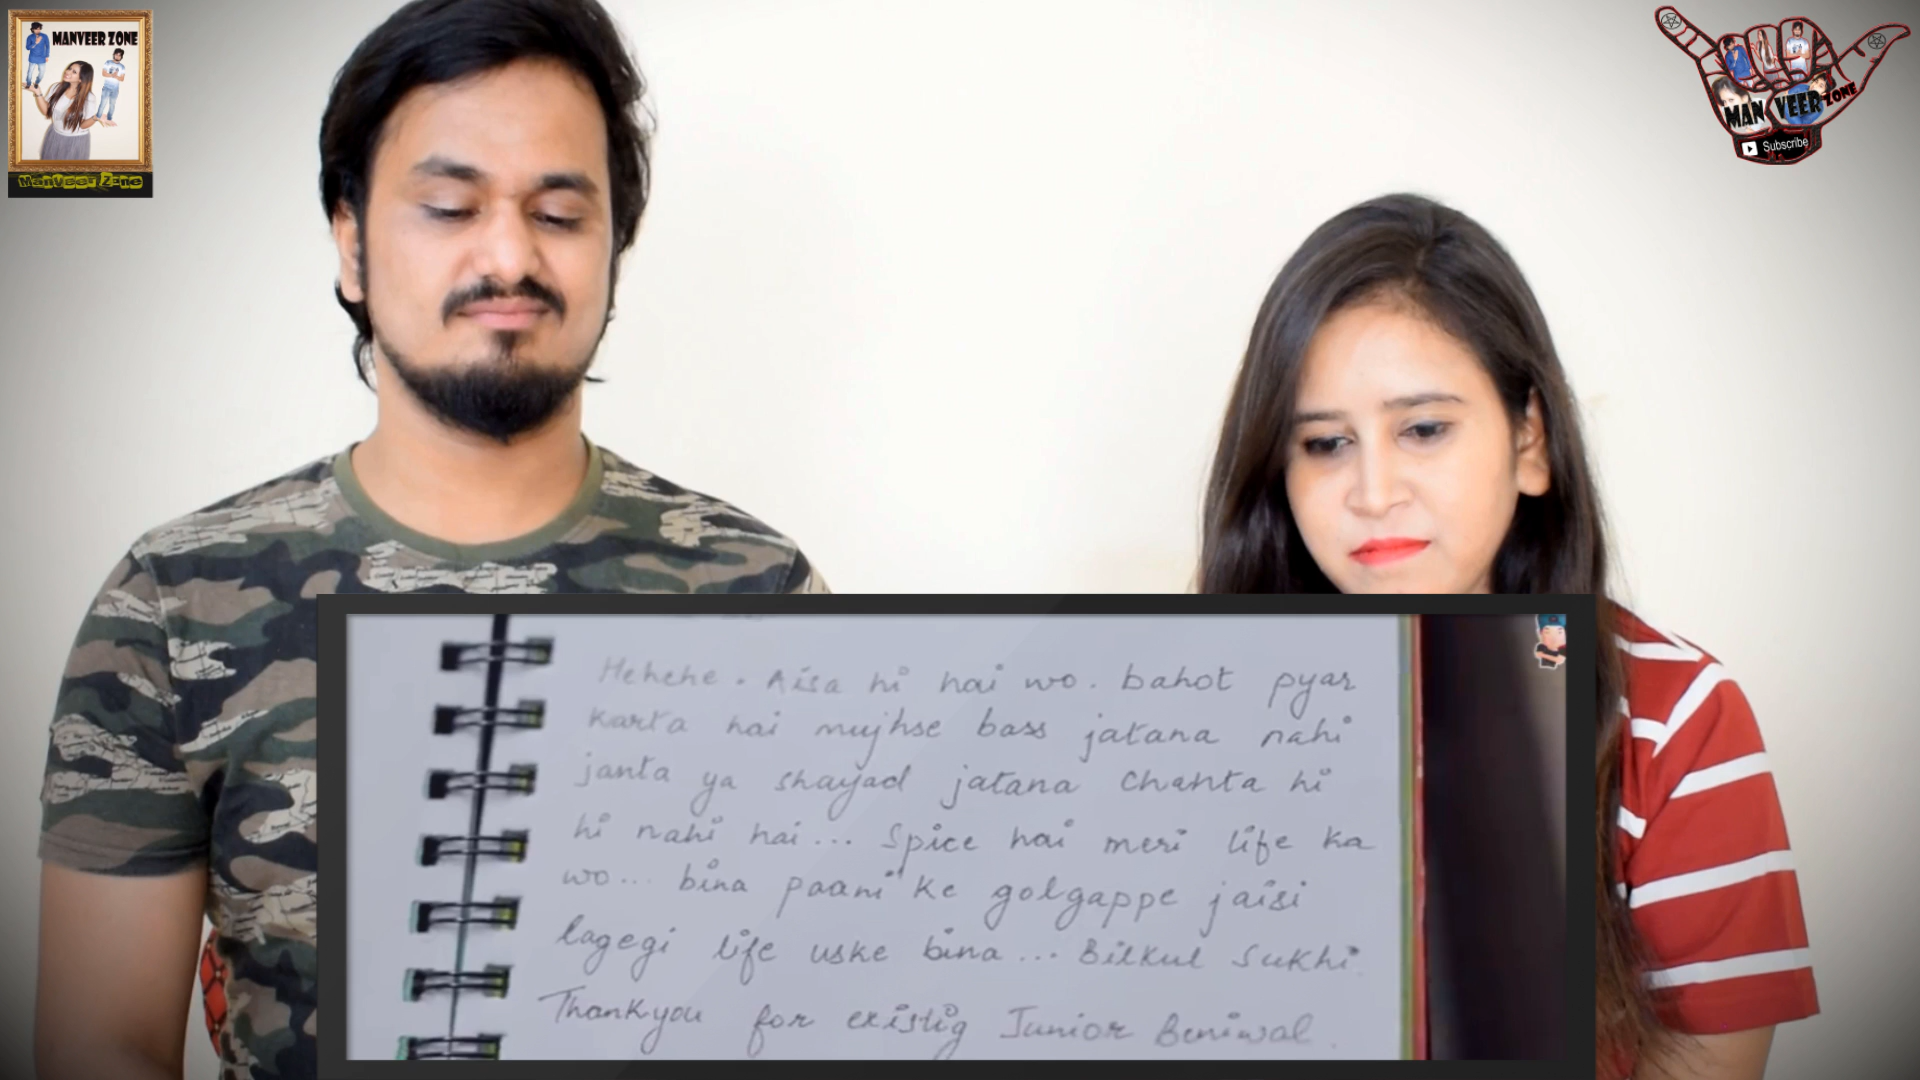 MANVEER ZONE
ManVeer Zone
MAN VEER ZONE
Subscribe
Hehehe. Aisa hi hai wo. bahot pyar
karta hai mujhse bass jatana nahi
janta ya shayad jatana chahta hi
hi nahi hai... Spice hai meri life ka
wo... bina paani ke golgappe jaisi
lagegi life uske bina... Bilkul Sukhi.
Thankyou for existig Junior Beniwal.